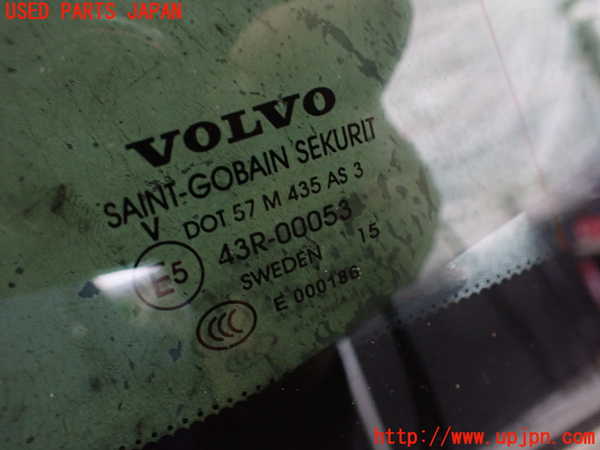 USED PARTS JAPAN
VOLVO
SAINT-GOBAIN SEKURIT
V DOT 57 M 435 AS 3
E5 43R-00053
SWEDEN 15
E 000186
CCC
http://www.upjpn.com